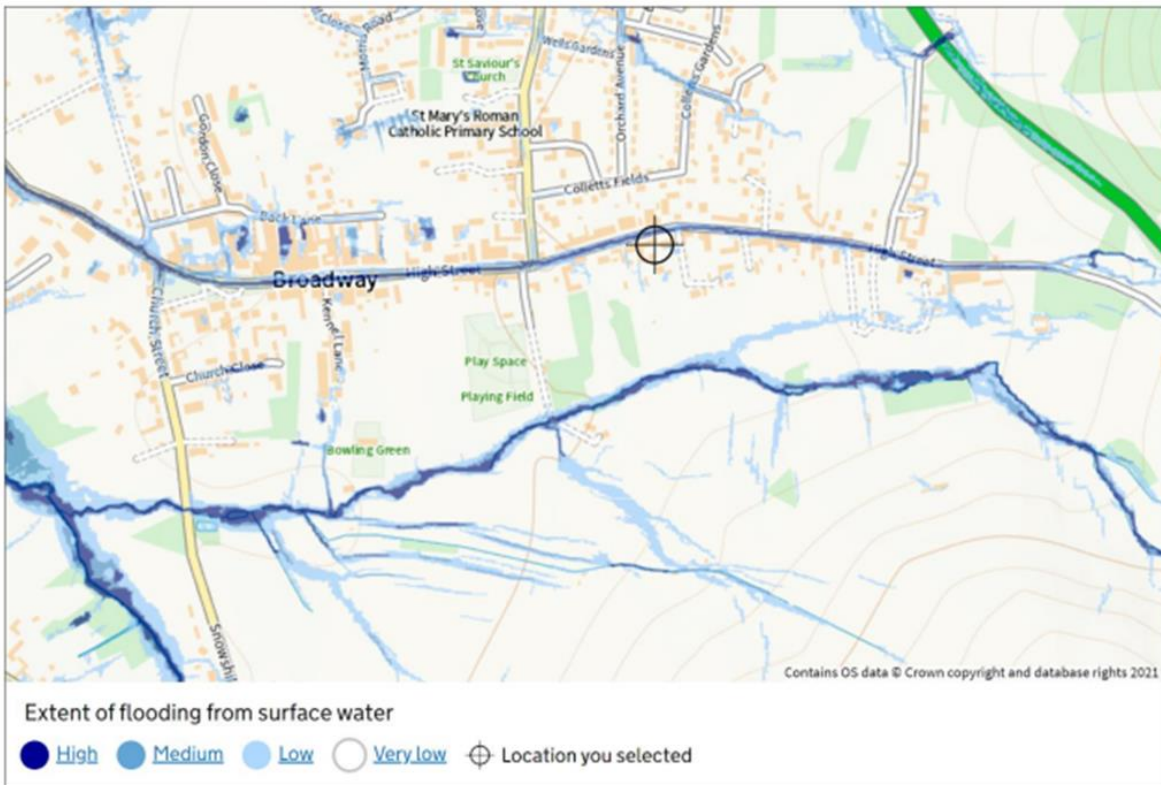 Close
Road
Wells Gardens
St Saviour's
Church
Orchard Avenue
Colletts Gardens
St Mary's Roman
Catholic Primary School
Gordon Close
Colletts Fields
Back Lane
High Street
High Street
Broadway
Church Street
Kennel Lane
Church Close
Play Space
Playing Field
Bowling Green
Snowshil
Contains OS data © Crown copyright and database rights 2021
Extent of flooding from surface water
High Medium Low Very low Location you selected